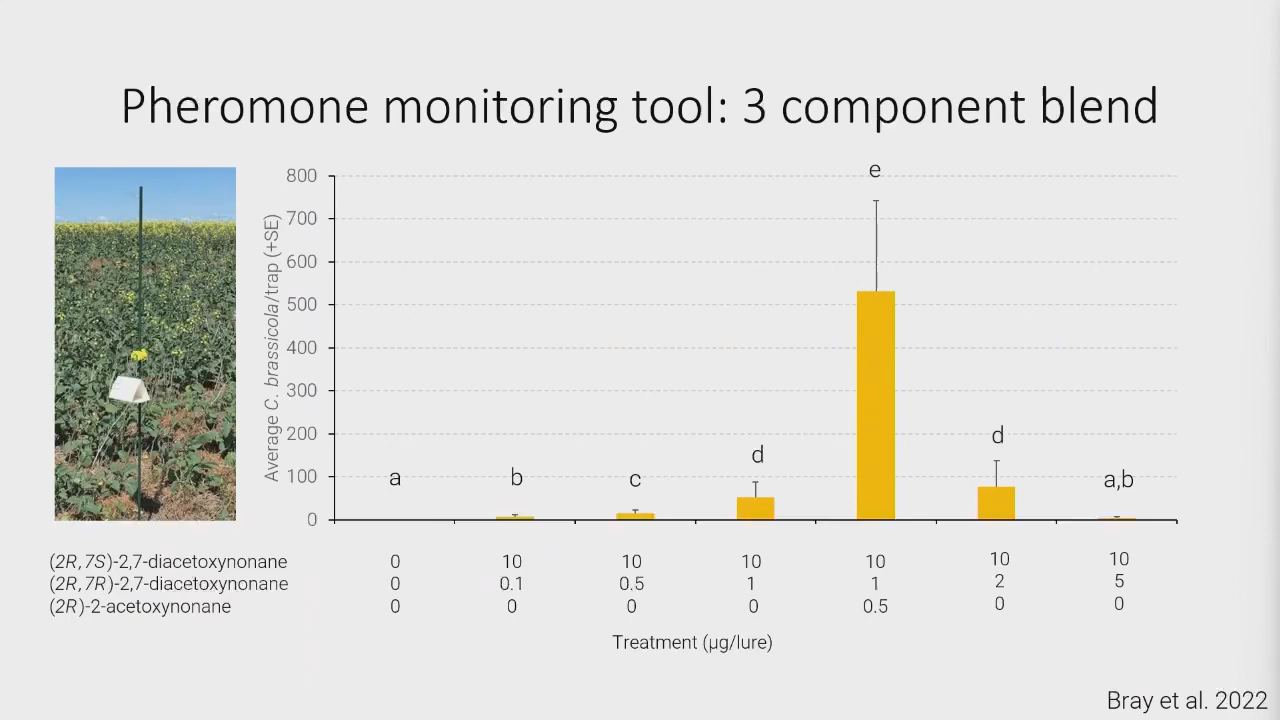 Pheromone monitoring tool: 3 component blend
Average C. brassicola/trap (+SE)
800
700
600
500
400
300
200
100
0
a
b
c
d
e
d
a,b
(2R,7S)-2,7-diacetoxynonane 0 10 10 10 10 10 10
(2R,7R)-2,7-diacetoxynonane 0 0.1 0.5 1 1 2 5
(2R)-2-acetoxynonane 0 0 0 0 0.5 0 0
Treatment (µg/lure)
Bray et al. 2022